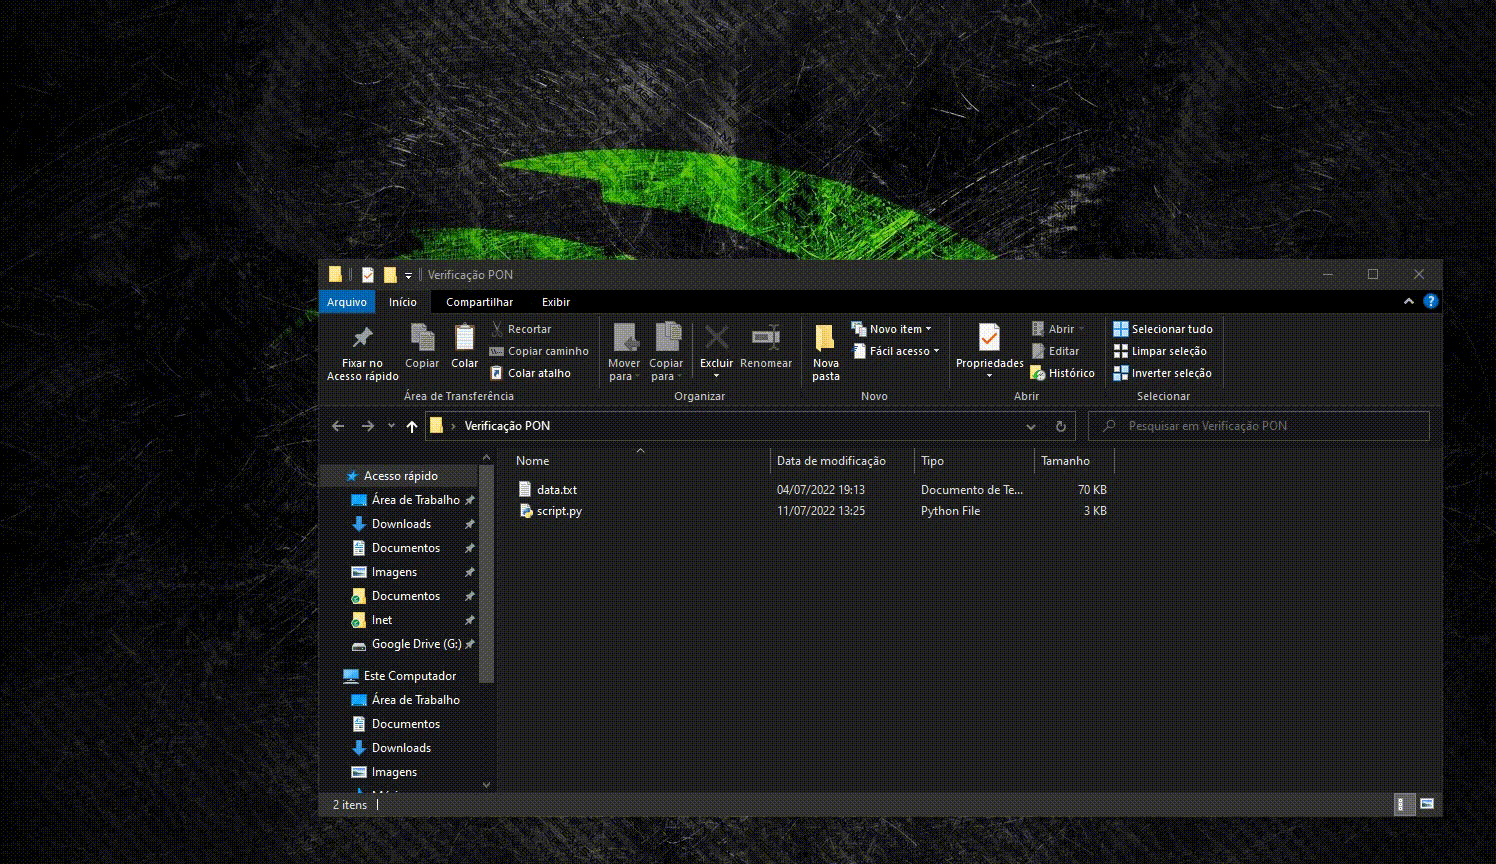 Verificação PON
Arquivo Início Compartilhar Exibir
Fixar no
Acesso rápido
Copiar
Colar
Recortar
Copiar caminho
Colar atalho
Área de Transferência
Mover
para
Copiar
para
Excluir
Renomear
Organizar
Nova
pasta
Novo item
Fácil acesso
Novo
Propriedades
Abrir
Editar
Histórico
Abrir
Selecionar tudo
Limpar seleção
Inverter seleção
Selecionar
Verificação PON
Pesquisar em Verificação PON
Acesso rápido
Área de Trabalho
Downloads
Documentos
Imagens
Documentos
Inet
Google Drive (G:)
Este Computador
Área de Trabalho
Documentos
Downloads
Imagens
Nome Data de modificação Tipo Tamanho
data.txt 04/07/2022 19:13 Documento de Te... 70 KB
script.py 11/07/2022 13:25 Python File 3 KB
2 itens